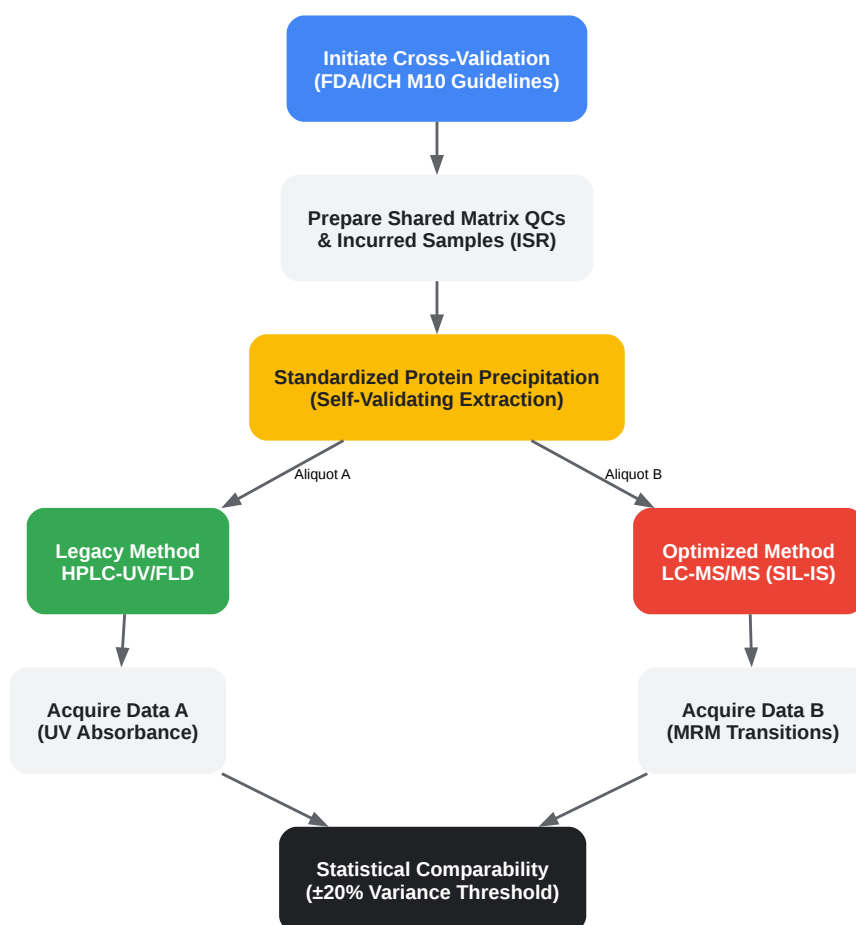 Initiate Cross-Validation
(FDA/ICH M10 Guidelines)
Prepare Shared Matrix QCs
& Incurred Samples (ISR)
Standardized Protein Precipitation
(Self-Validating Extraction)
Aliquot A
Aliquot B
Legacy Method
HPLC-UV/FLD
Optimized Method
LC-MS/MS (SIL-IS)
Acquire Data A
(UV Absorbance)
Acquire Data B
(MRM Transitions)
Statistical Comparability
(±20% Variance Threshold)